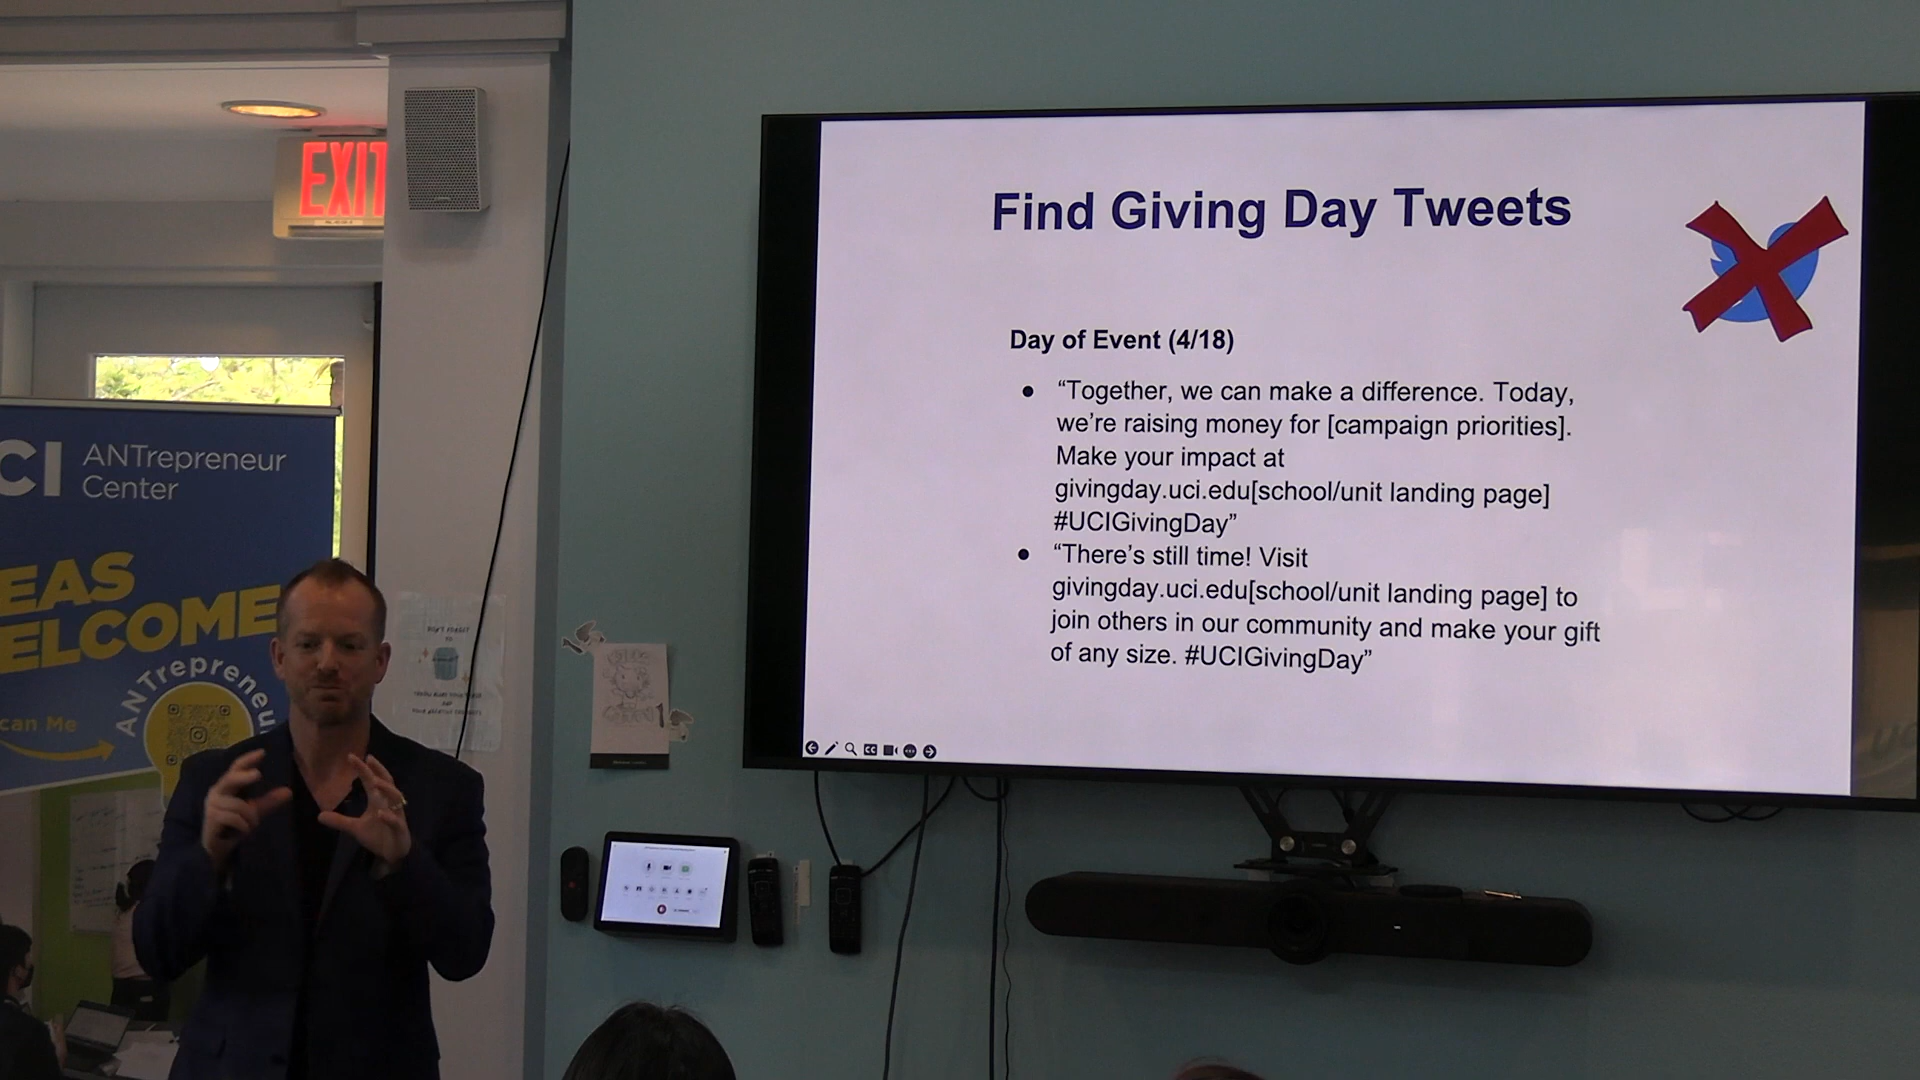 EXIT
CI ANTrepreneur
Center
EAS
ELCOME
ANTrepreneu
can Me
Find Giving Day Tweets
Day of Event (4/18)
● “Together, we can make a difference. Today,
we’re raising money for [campaign priorities].
Make your impact at
givingday.uci.edu[school/unit landing page]
#UCIGivingDay”
● “There’s still time! Visit
givingday.uci.edu[school/unit landing page] to
join others in our community and make your gift
of any size. #UCIGivingDay”
CC